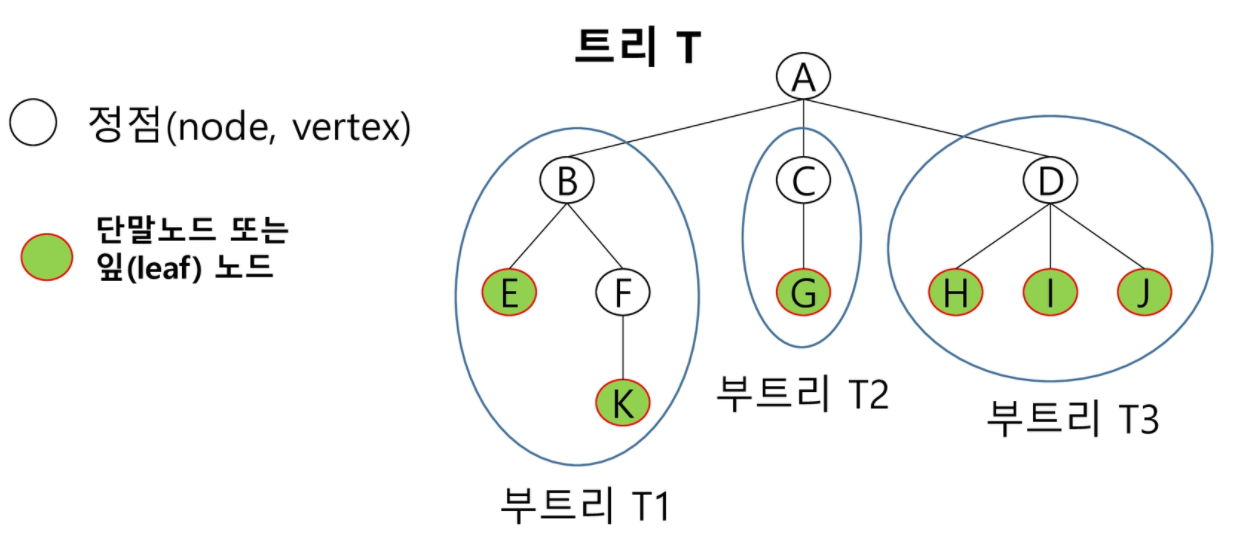 트리 T
정점(node, vertex)
단말노드 또는
잎(leaf) 노드
A
B
C
D
E
F
G
H
I
J
K
부트리 T1
부트리 T2
부트리 T3